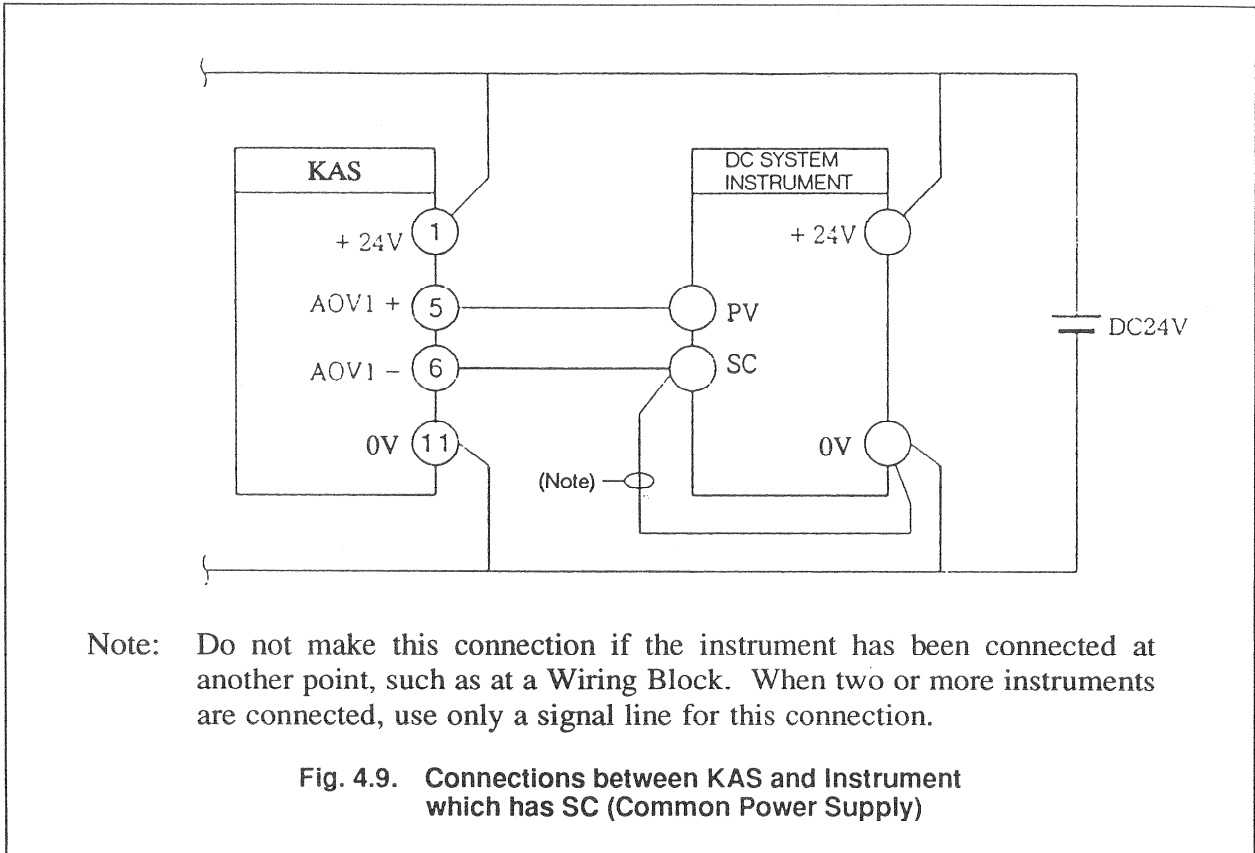 KAS
DC SYSTEM
INSTRUMENT
+ 24V
1
+ 24V
AOV1 +
5
PV
DC24V
AOV1 -
6
SC
0V
11
0V
(Note)
Note: Do not make this connection if the instrument has been connected at
another point, such as at a Wiring Block. When two or more instruments
are connected, use only a signal line for this connection.
Fig. 4.9. Connections between KAS and Instrument
which has SC (Common Power Supply)